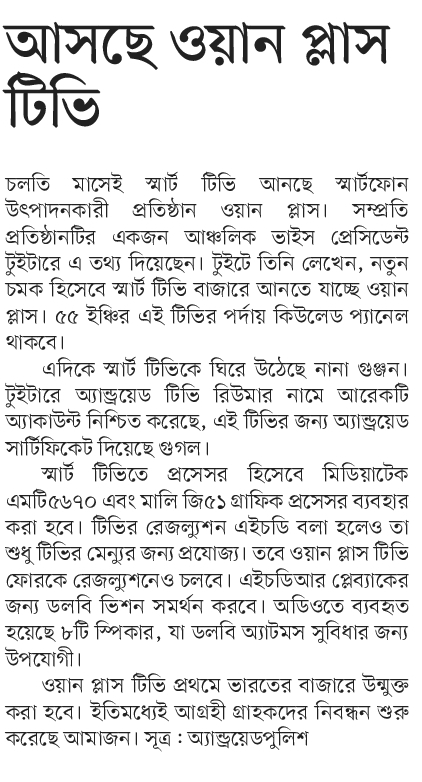 আসছে ওয়ান প্লাস
টিভি
চলতি মাসেই স্মার্ট টিভি আনছে স্মার্টফোন
উৎপাদনকারী প্রতিষ্ঠান ওয়ান প্লাস। সম্প্রতি
প্রতিষ্ঠানটির একজন আঞ্চলিক ভাইস প্রেসিডেন্ট
টুইটারে এ তথ্য দিয়েছেন। টুইটে তিনি লেখেন, নতুন
চমক হিসেবে স্মার্ট টিভি বাজারে আনতে যাচ্ছে ওয়ান
প্লাস। ৫৫ ইঞ্চির এই টিভির পর্দায় কিউলেড প্যানেল
থাকবে।
এদিকে স্মার্ট টিভিকে ঘিরে উঠেছে নানা গুঞ্জন।
টুইটারে অ্যান্ড্রয়েড টিভি রিউমার নামে আরেকটি
অ্যাকাউন্ট নিশ্চিত করেছে, এই টিভির জন্য অ্যান্ড্রয়েড
সার্টিফিকেট দিয়েছে গুগল।
স্মার্ট টিভিতে প্রসেসর হিসেবে মিডিয়াটেক
এমটি৫৬৭০ এবং মালি জি৫১ গ্রাফিক প্রসেসর ব্যবহার
করা হবে। টিভির রেজল্যুশন এইচডি বলা হলেও তা
শুধু টিভির মেন্যুর জন্য প্রযোজ্য। তবে ওয়ান প্লাস টিভি
ফোরকে রেজল্যুশনেও চলবে। এইচডিআর প্লেব্যাকের
জন্য ডলবি ভিশন সমর্থন করবে। অডিওতে ব্যবহৃত
হয়েছে ৮টি স্পিকার, যা ডলবি অ্যাটমস সুবিধার জন্য
উপযোগী।
ওয়ান প্লাস টিভি প্রথমে ভারতের বাজারে উন্মুক্ত
করা হবে। ইতিমধ্যেই আগ্রহী গ্রাহকদের নিবন্ধন শুরু
করেছে আমাজন। সূত্র : অ্যান্ড্রয়েডপুলিশ